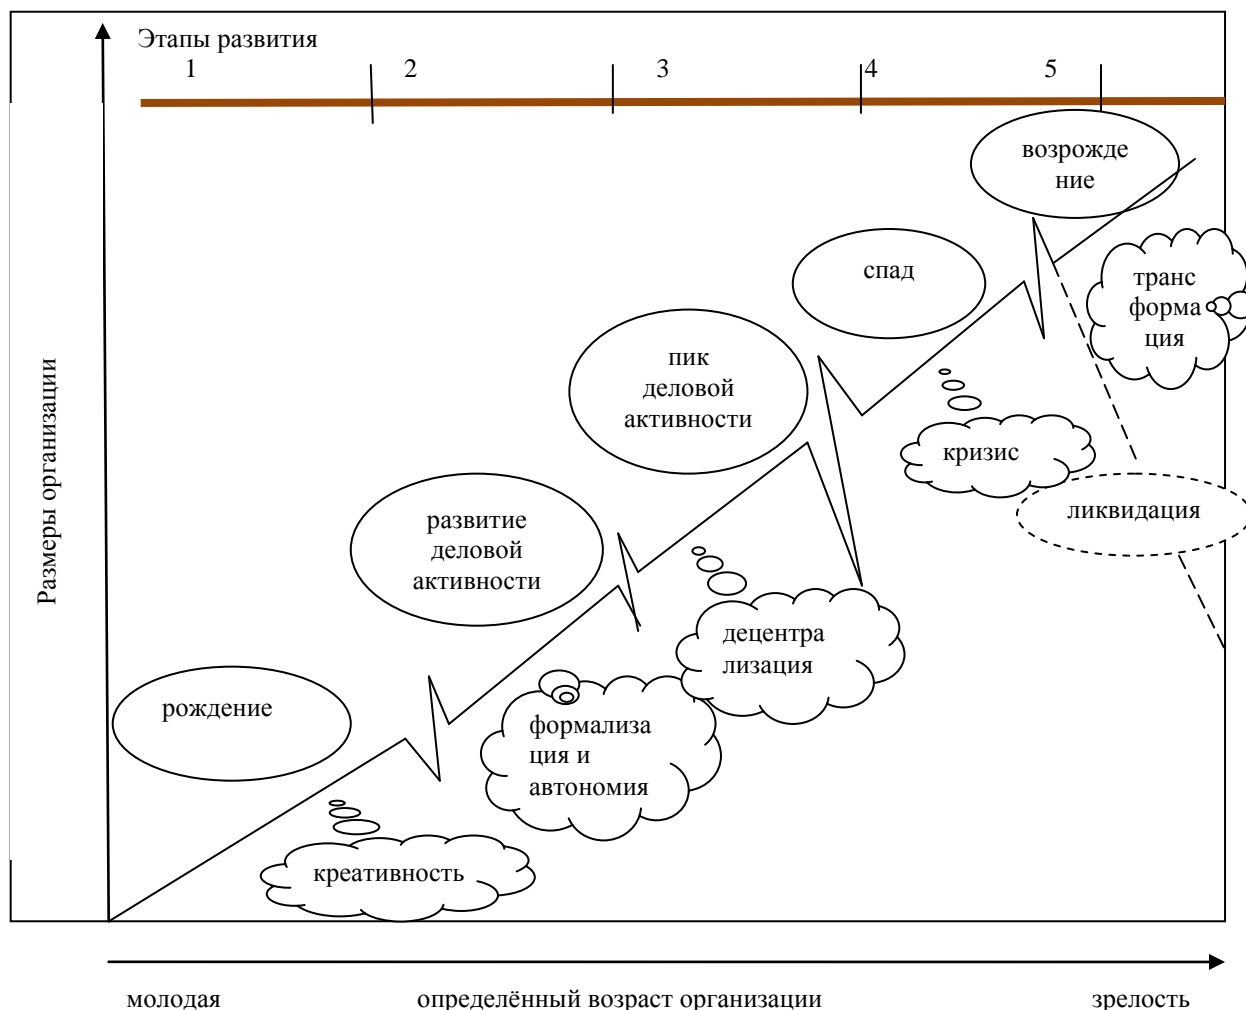 Этапы развития
1 2 3 4 5
возрожде
ние
спад
транс
форма
ция
пик
деловой
активности
кризис
ликвидация
развитие
деловой
активности
децентра
лизация
рождение
формализа
ция и
автономия
креативность
Размеры организации
молодая определённый возраст организации зрелость